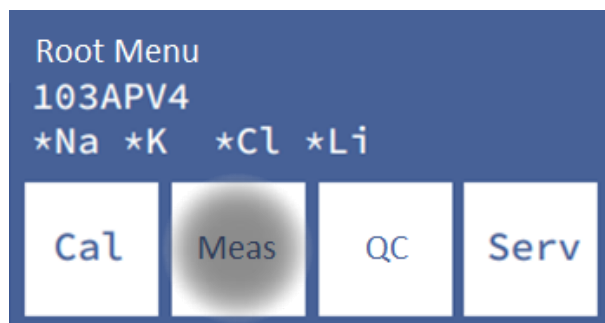 Root Menu
103APV4
*Na *K *Cl *Li
Cal Meas QC Serv